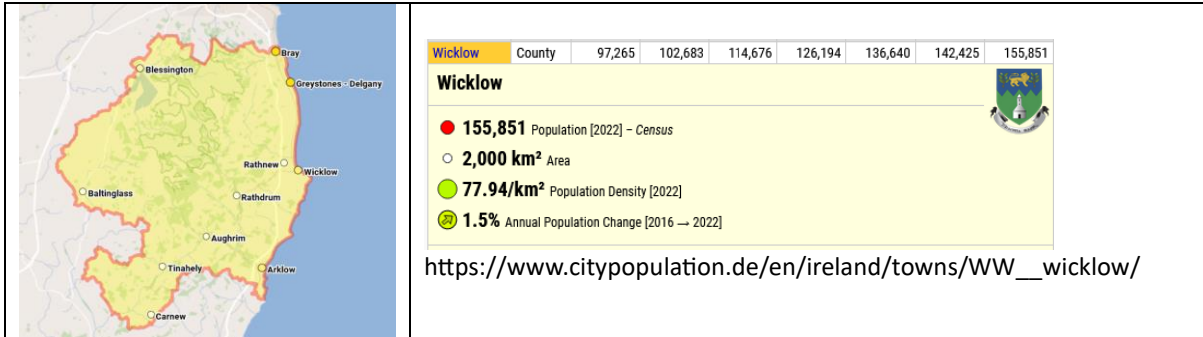 Bray
Blessington
Greystones - Delgany
Rathnew
Wicklow
Baltinglass
Rathdrum
Aughrim
Tinahely
Arklow
Carnew
Wicklow County 97,265 102,683 114,676 126,194 136,640 142,425 155,851
Wicklow
155,851 Population [2022] – Census
2,000 km² Area
77.94/km² Population Density [2022]
1.5% Annual Population Change [2016 → 2022]
https://www.citypopulation.de/en/ireland/towns/WW__wicklow/